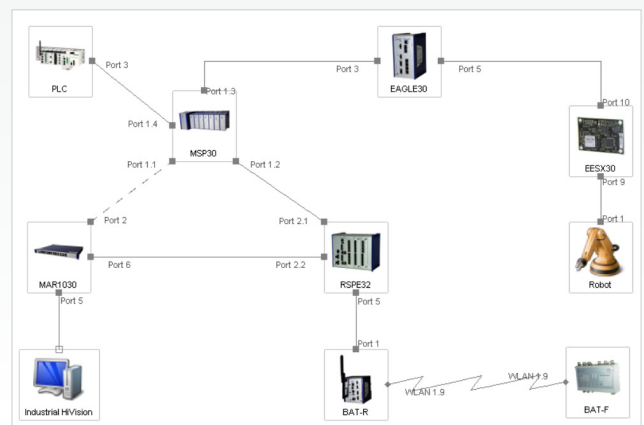 Port 3
PLC
Port 3
EAGLE30
Port 5
Port 1.3
Port 1.4
MSP30
Port 1.1
Port 1.2
Port 10
EESX30
Port 9
Port 1
Robot
Port 2
Port 2.1
Port 6
Port 2.2
MAR1030
RSPE32
Port 5
Port 5
Port 1
Industrial HiVision
BAT-R
WLAN 1.9
WLAN 1.9
BAT-F